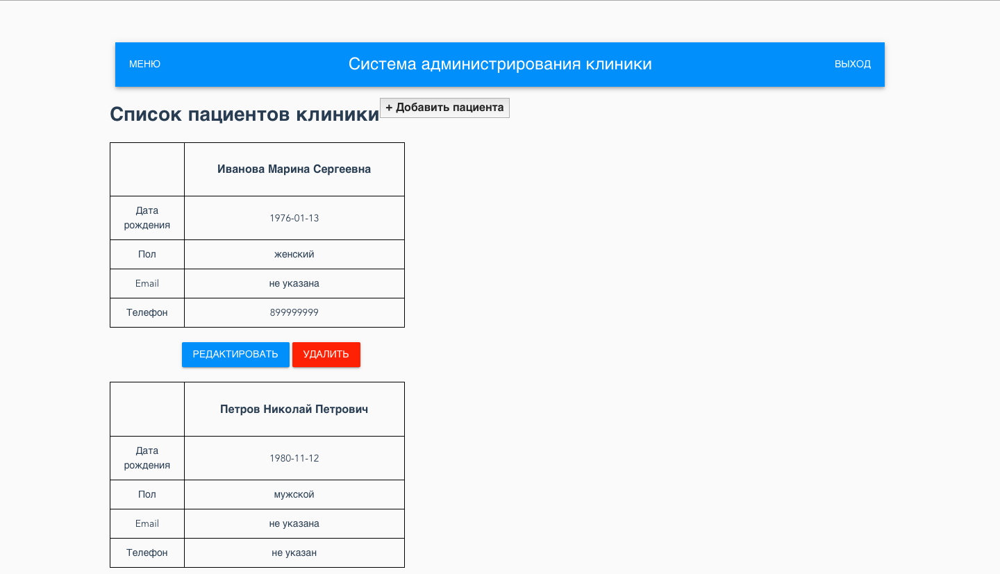 МЕНЮ
Система администрирования клиники
ВЫХОД
Список пациентов клиники
+ Добавить пациента
Иванова Марина Сергеевна
Дата
рождения
1976-01-13
Пол
женский
Email
не указана
Телефон
899999999
РЕДАКТИРОВАТЬ
УДАЛИТЬ
Петров Николай Петрович
Дата
рождения
1980-11-12
Пол
мужской
Email
не указана
Телефон
не указан